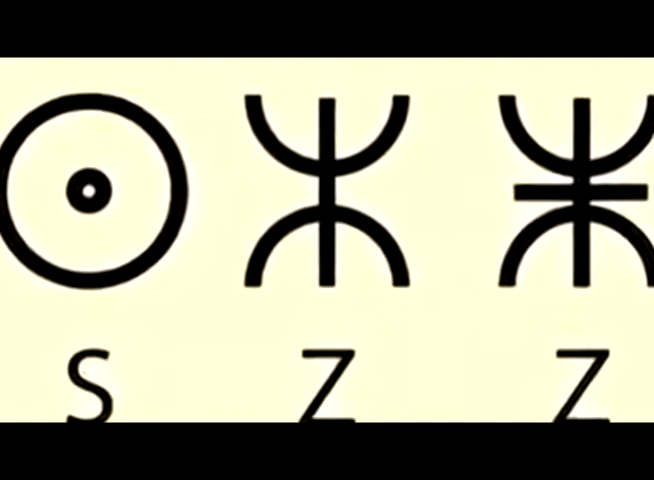 ⵙ ⵣ ⵥ
S Z Z